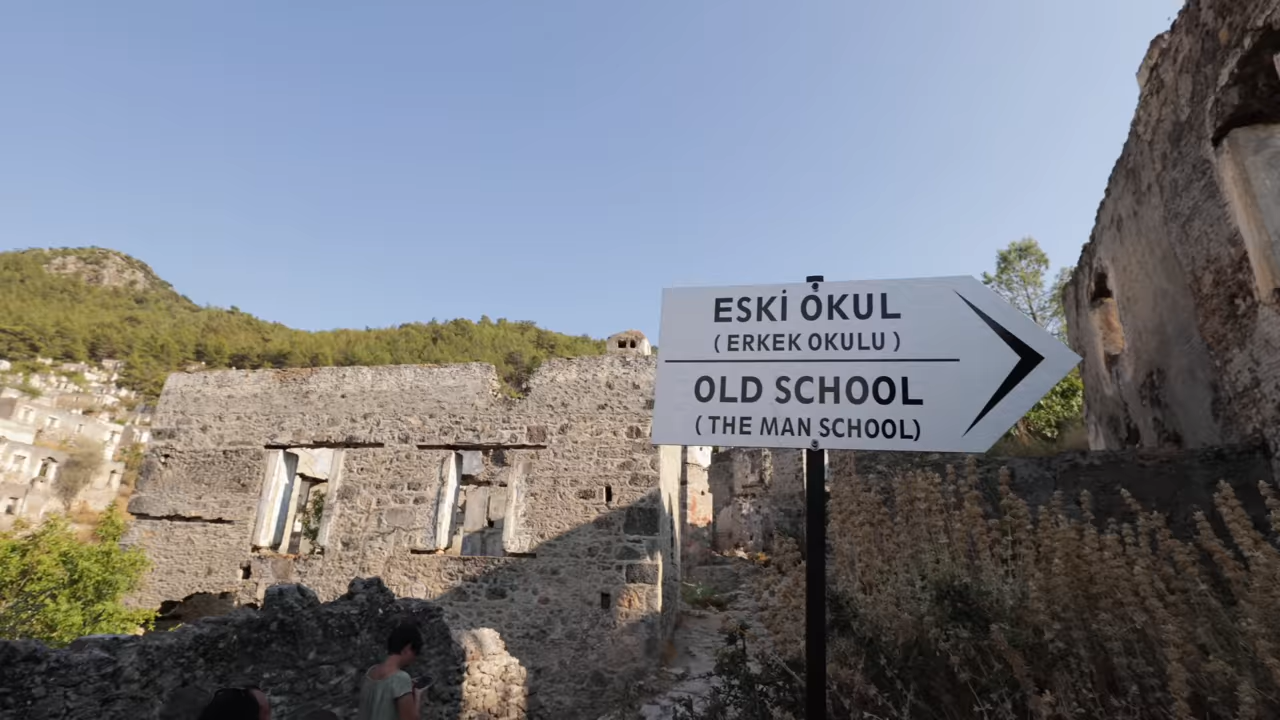 ESKİ OKUL
( ERKEK OKULU )
OLD SCHOOL
( THE MAN SCHOOL)